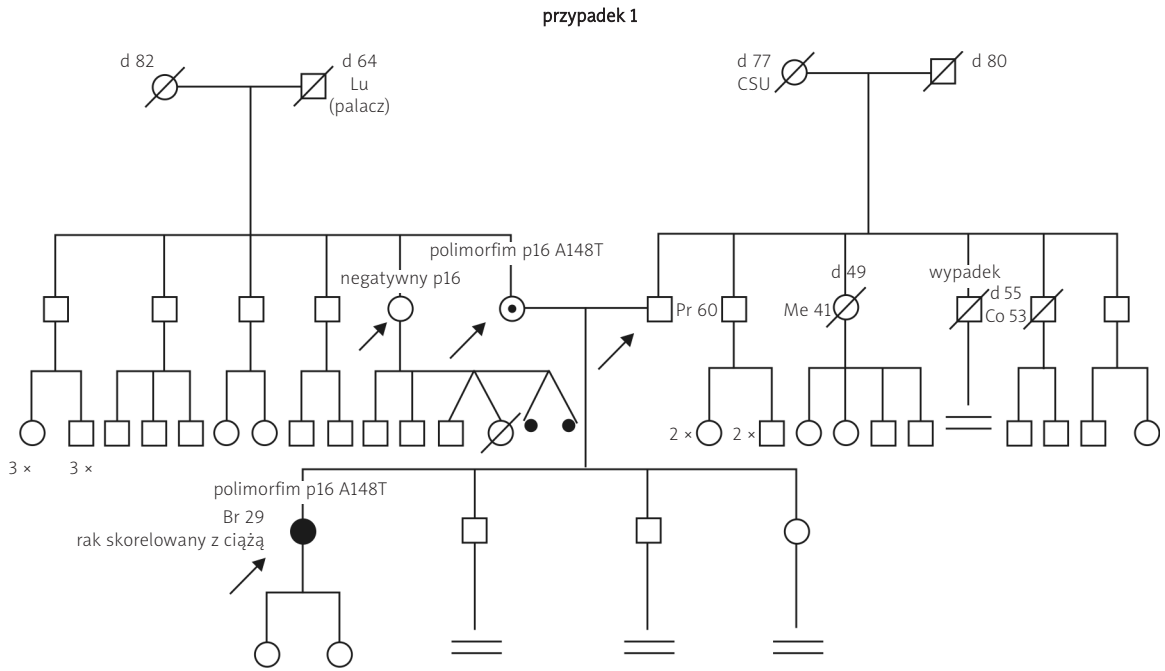 przypadek 1
d 82
d 64
Lu
(palacz)
d 77
CSU
d 80
polimorfim p16 A148T
negatywny p16
Pr 60
d 49
Me 41
wypadek
d 55
Co 53
3 ×
3 ×
2 ×
2 ×
polimorfim p16 A148T
Br 29
rak skorelowany z ciążą